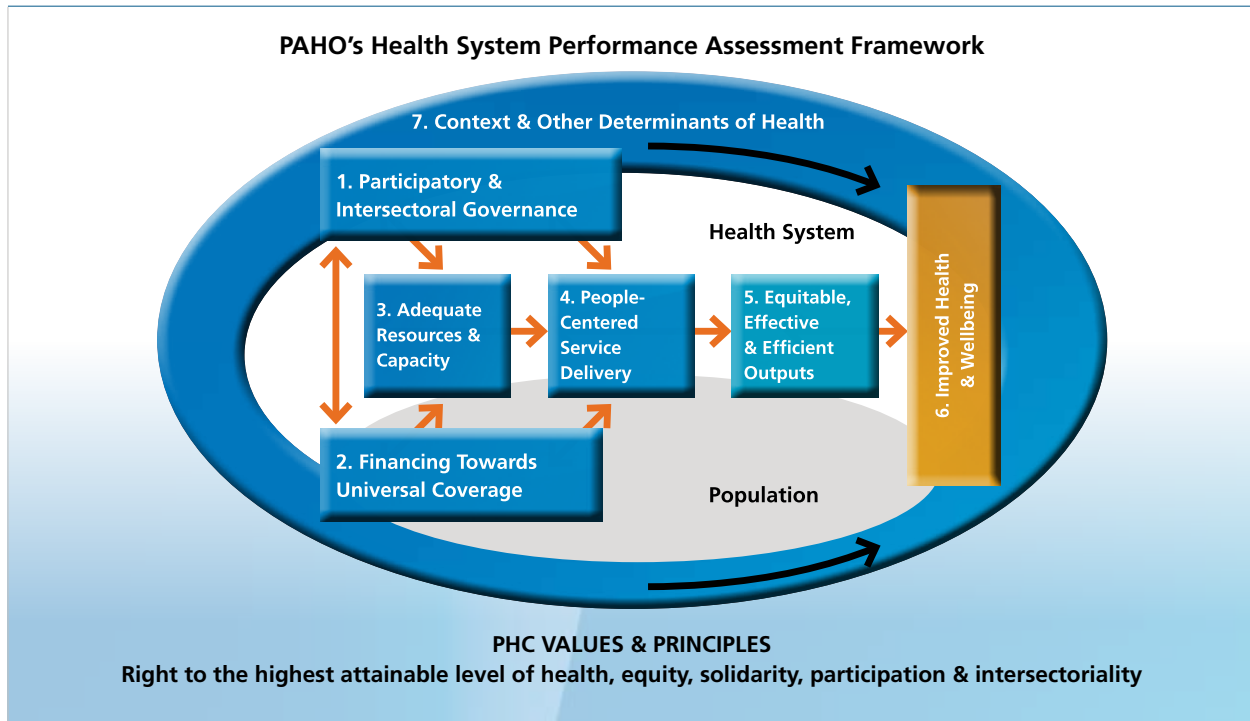 PAHO’s Health System Performance Assessment Framework
7. Context & Other Determinants of Health
1. Participatory &
Intersectoral Governance
Health System
3. Adequate
Resources &
Capacity
4. People-
Centered
Service
Delivery
5. Equitable,
Effective
& Efficient
Outputs
6. Improved Health
& Wellbeing
2. Financing Towards
Universal Coverage
Population
PHC VALUES & PRINCIPLES
Right to the highest attainable level of health, equity, solidarity, participation & intersectoriality